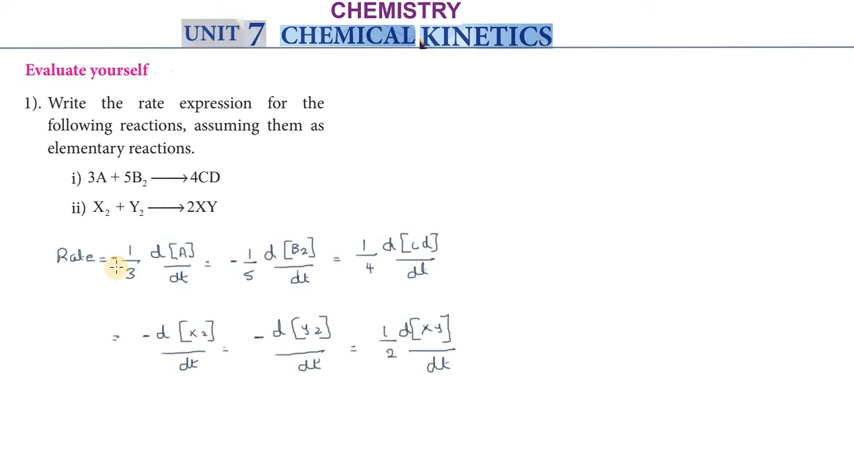 CHEMISTRY
UNIT 7 CHEMICAL KINETICS
Evaluate yourself
1). Write the rate expression for the
following reactions, assuming them as
elementary reactions.
i) 3A + 5B₂ ⟶ 4CD
ii) X₂ + Y₂ ⟶ 2XY
Rate = - 1/3 d[A]/dt = - 1/5 d[B2]/dt = 1/4 d[Cd]/dt
= -d[x2]/dt = -d[y2]/dt = 1/2 d[xy]/dt